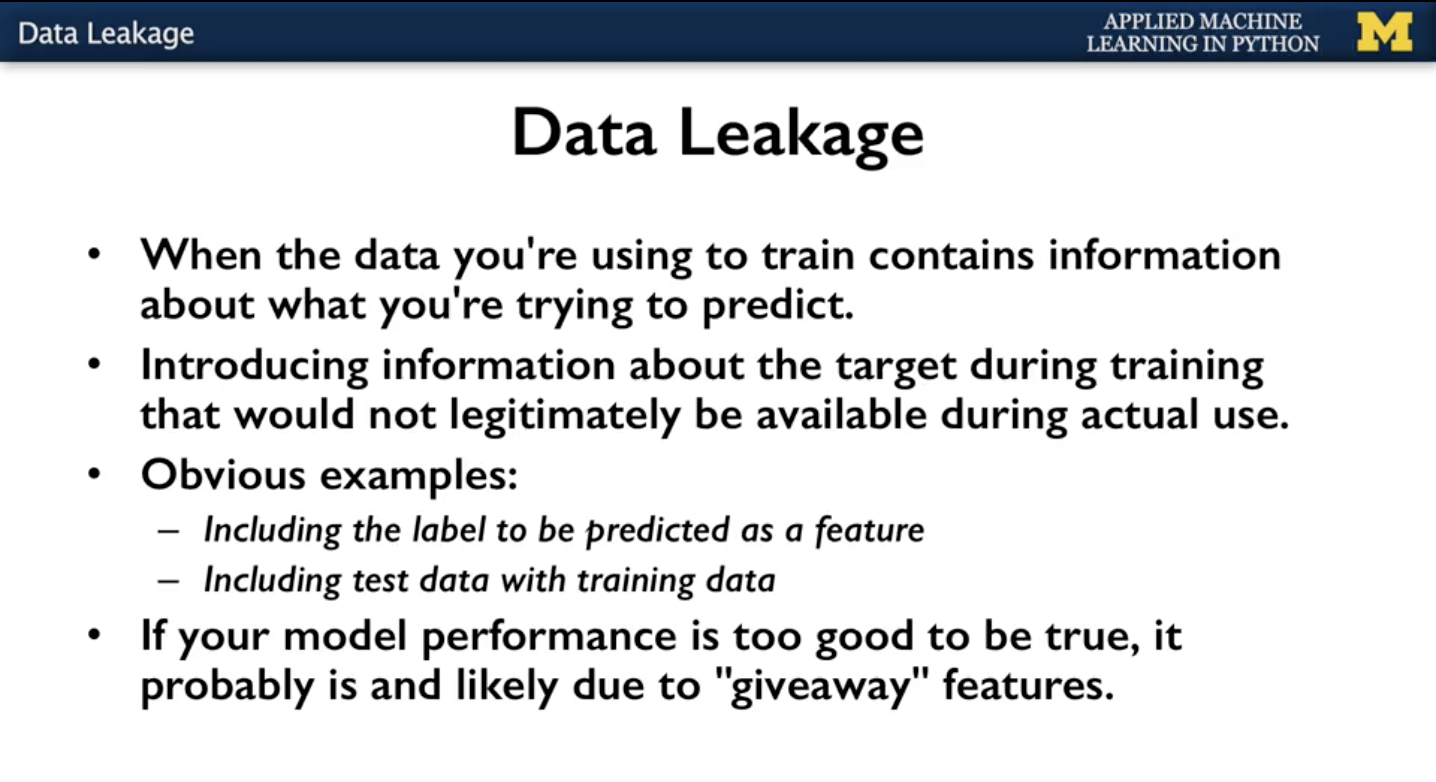 Data Leakage
APPLIED MACHINE
LEARNING IN PYTHON
M
Data Leakage
• When the data you're using to train contains information
about what you're trying to predict.
• Introducing information about the target during training
that would not legitimately be available during actual use.
• Obvious examples:
– Including the label to be predicted as a feature
– Including test data with training data
• If your model performance is too good to be true, it
probably is and likely due to "giveaway" features.